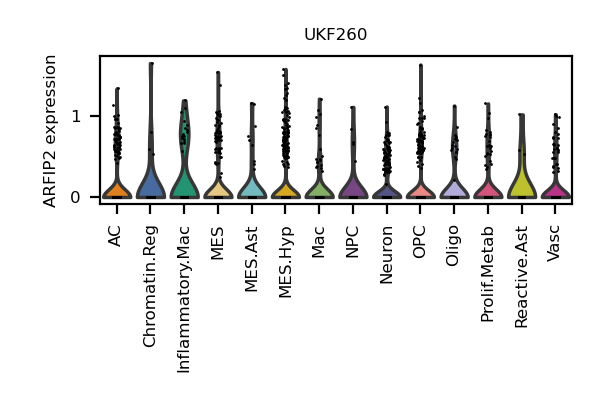 UKF260
ARFIP2 expression
1
0
AC
Chromatin.Reg
Inflammatory.Mac
MES
MES.Ast
MES.Hyp
Mac
NPC
Neuron
OPC
Oligo
Prolif.Metab
Reactive.Ast
Vasc